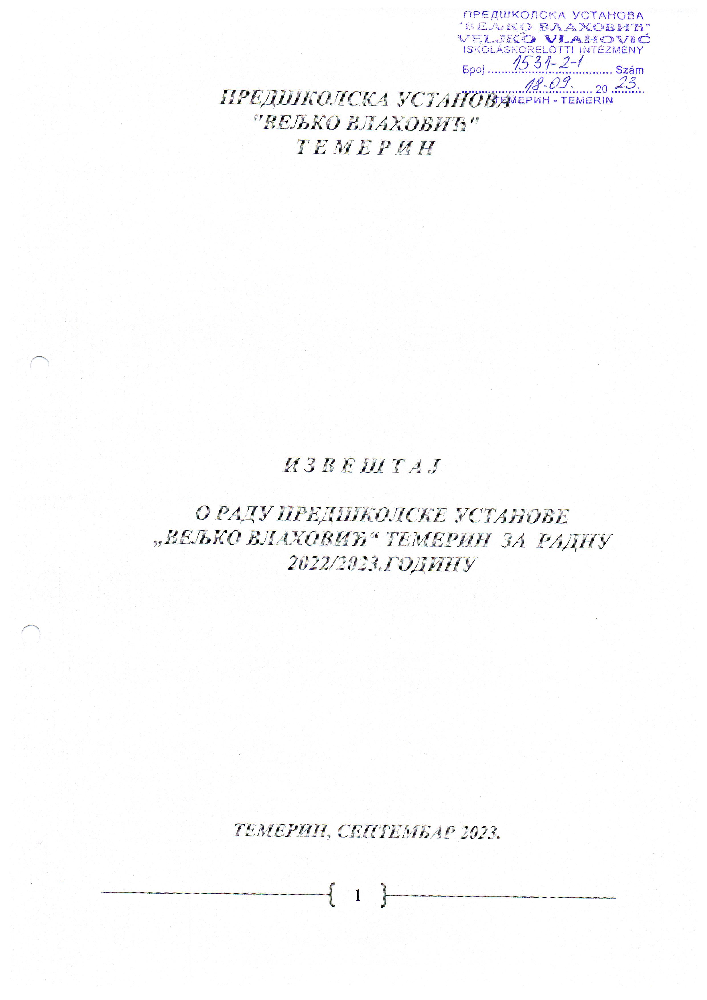 ПРЕДШКОЛСКА УСТАНОВА
"ВЕЉКО ВЛАХОВИЋ"
VELJKO VLAHOVIĆ
ISKOLÁSKORELŐTTI INTÉZMÉNY
Број 1531-2-1 Szám
18.09. 20 23.
ТЕМЕРИН - TEMERIN
ПРЕДШКОЛСКА УСТАНОВА
"ВЕЉКО ВЛАХОВИЋ"
Т Е М Е Р И Н
И З В Е Ш Т А Ј
О РАДУ ПРЕДШКОЛСКЕ УСТАНОВЕ
„ВЕЉКО ВЛАХОВИЋ“ ТЕМЕРИН ЗА РАДНУ
2022/2023.ГОДИНУ
ТЕМЕРИН, СЕПТЕМБАР 2023.
1